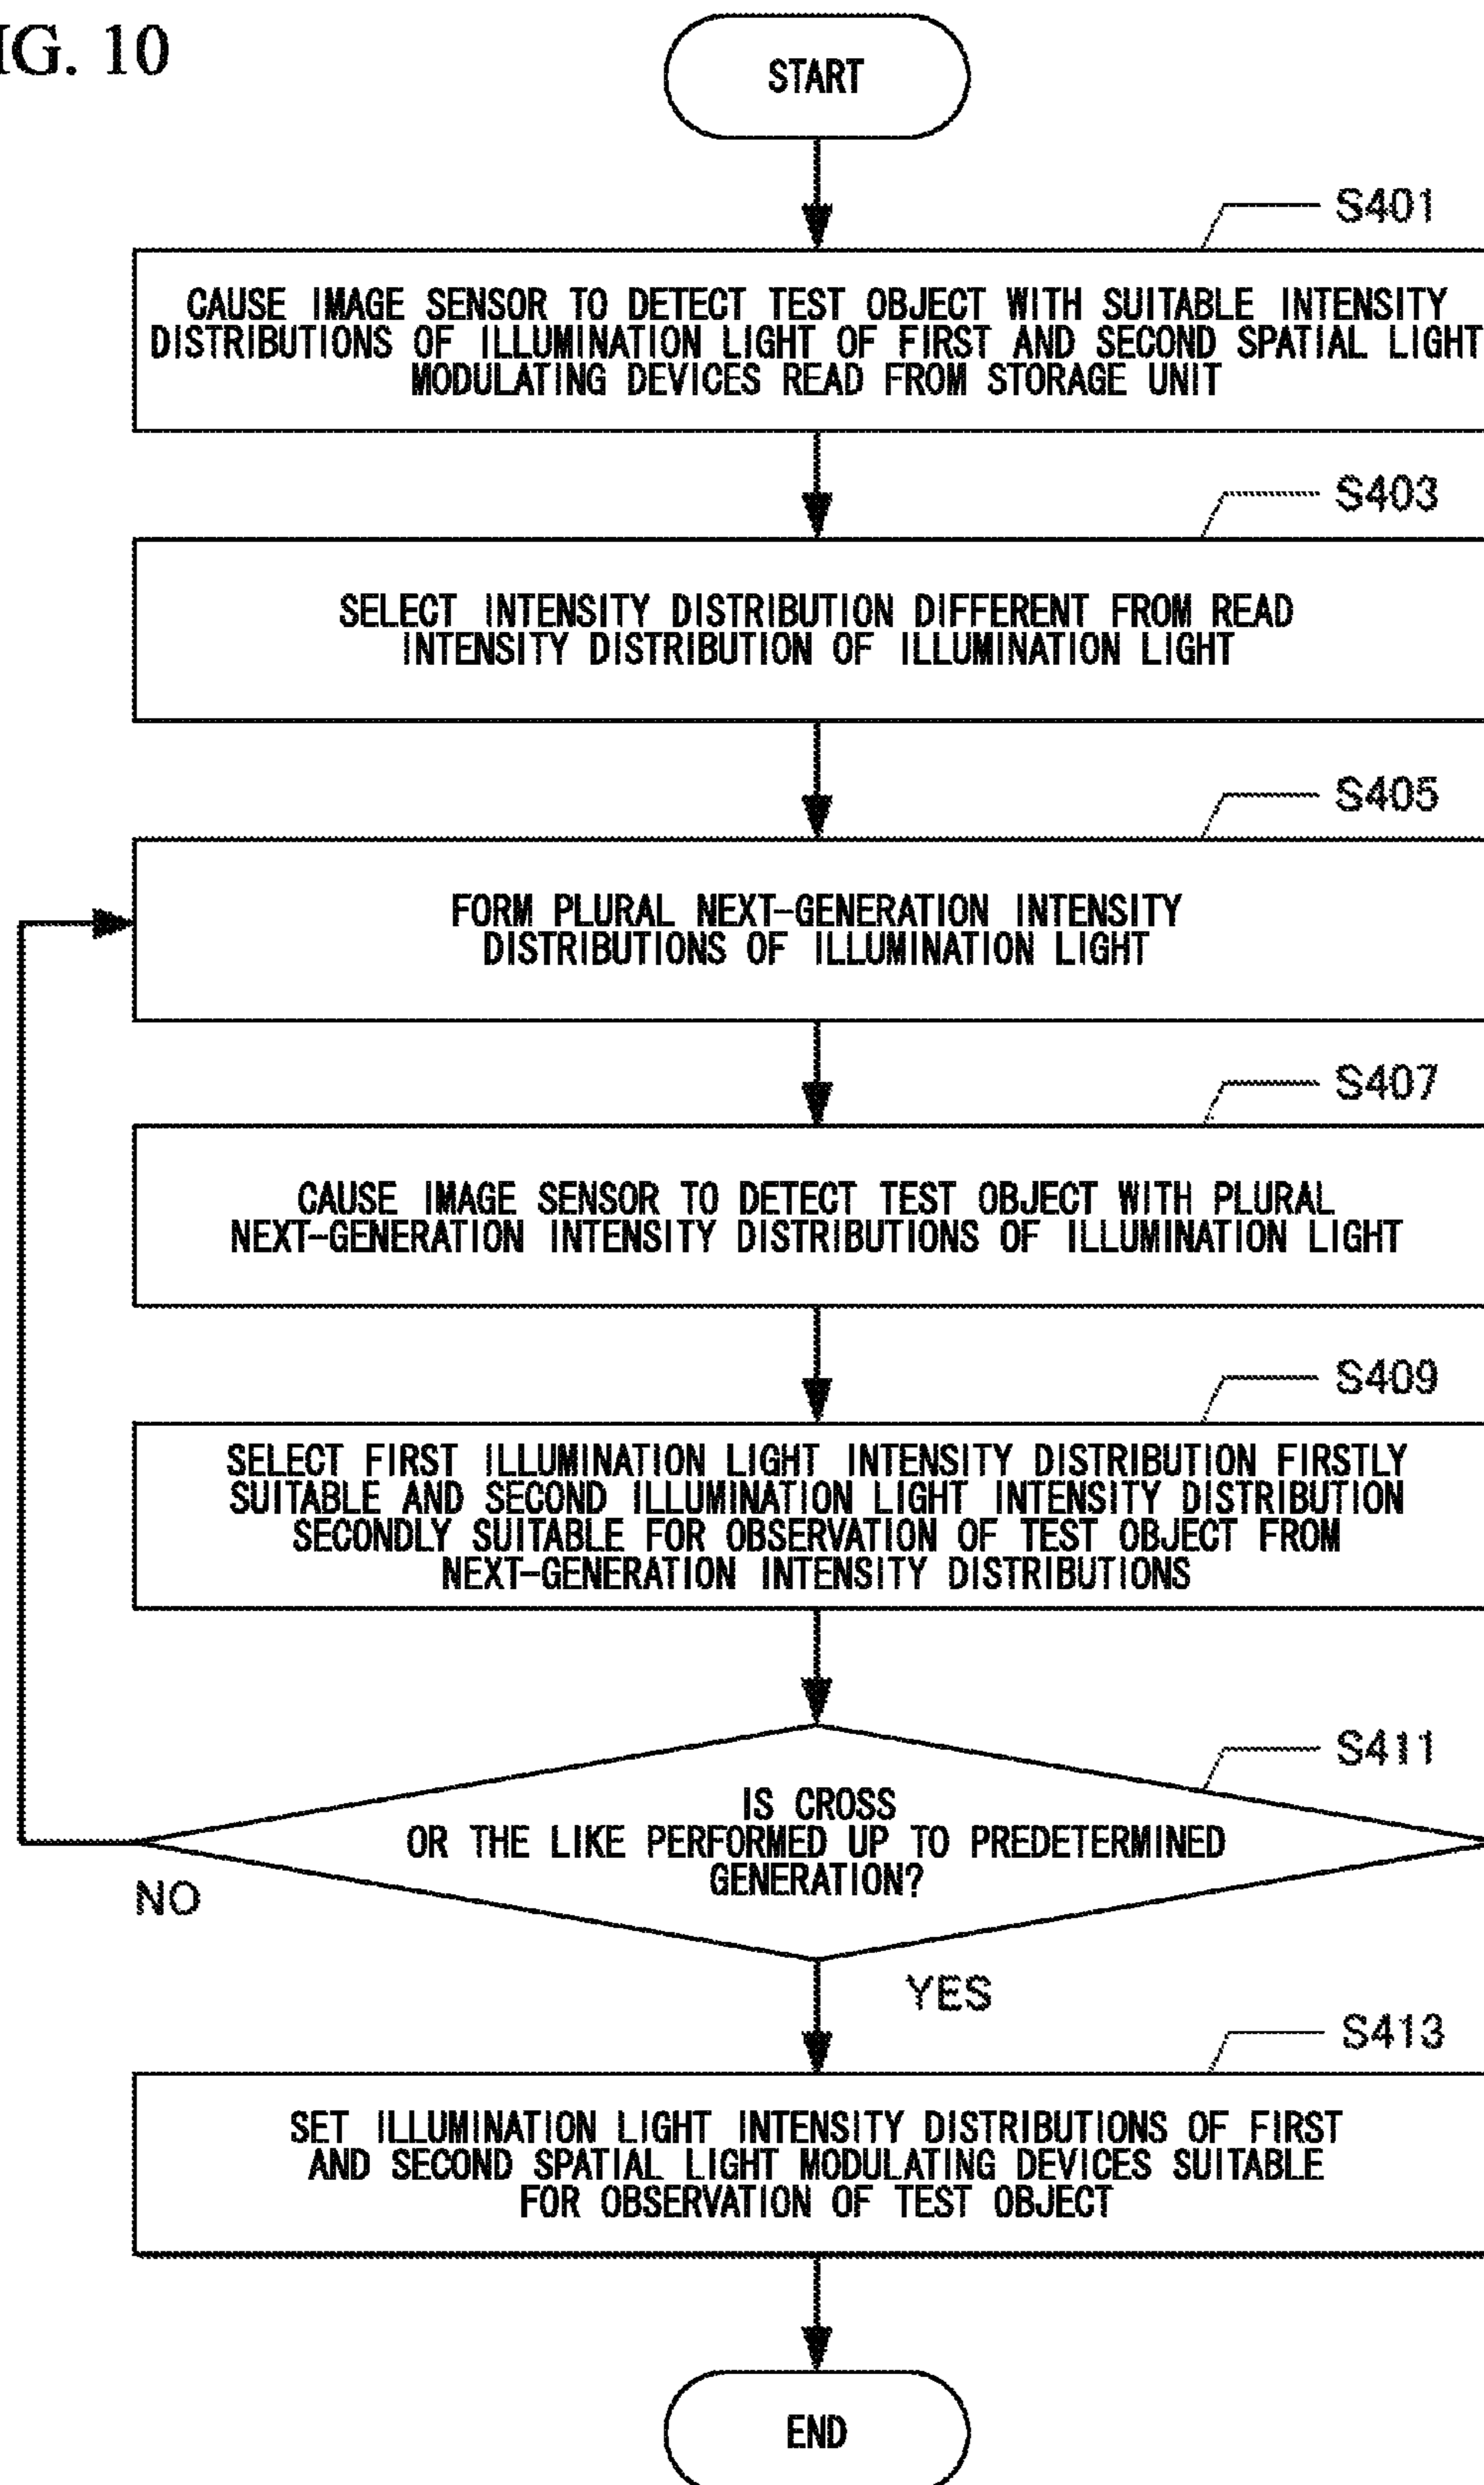 IG. 10
START
S401
CAUSE IMAGE SENSOR TO DETECT TEST OBJECT WITH SUITABLE INTENSITY
DISTRIBUTIONS OF ILLUMINATION LIGHT OF FIRST AND SECOND SPATIAL LIGHT
MODULATING DEVICES READ FROM STORAGE UNIT
S403
SELECT INTENSITY DISTRIBUTION DIFFERENT FROM READ
INTENSITY DISTRIBUTION OF ILLUMINATION LIGHT
S405
FORM PLURAL NEXT-GENERATION INTENSITY
DISTRIBUTIONS OF ILLUMINATION LIGHT
S407
CAUSE IMAGE SENSOR TO DETECT TEST OBJECT WITH PLURAL
NEXT-GENERATION INTENSITY DISTRIBUTIONS OF ILLUMINATION LIGHT
S409
SELECT FIRST ILLUMINATION LIGHT INTENSITY DISTRIBUTION FIRSTLY
SUITABLE AND SECOND ILLUMINATION LIGHT INTENSITY DISTRIBUTION
SECONDLY SUITABLE FOR OBSERVATION OF TEST OBJECT FROM
NEXT-GENERATION INTENSITY DISTRIBUTIONS
S411
IS CROSS
OR THE LIKE PERFORMED UP TO PREDETERMINED
GENERATION?
NO
YES
S413
SET ILLUMINATION LIGHT INTENSITY DISTRIBUTIONS OF FIRST
AND SECOND SPATIAL LIGHT MODULATING DEVICES SUITABLE
FOR OBSERVATION OF TEST OBJECT
END